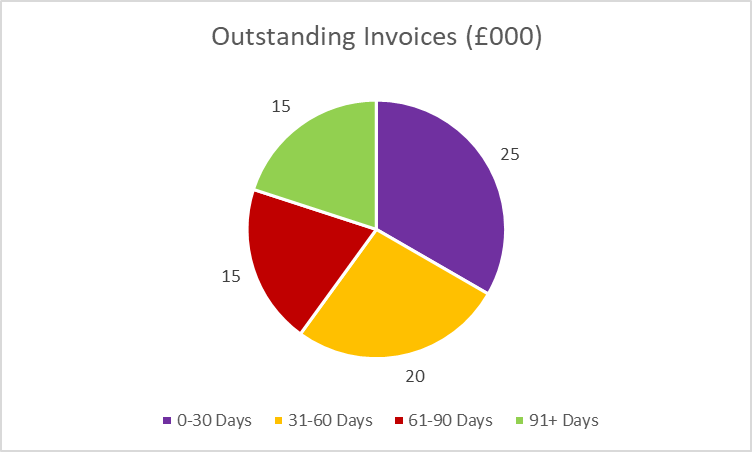 Outstanding Invoices (£000)
15
25
15
20
0-30 Days 31-60 Days 61-90 Days 91+ Days